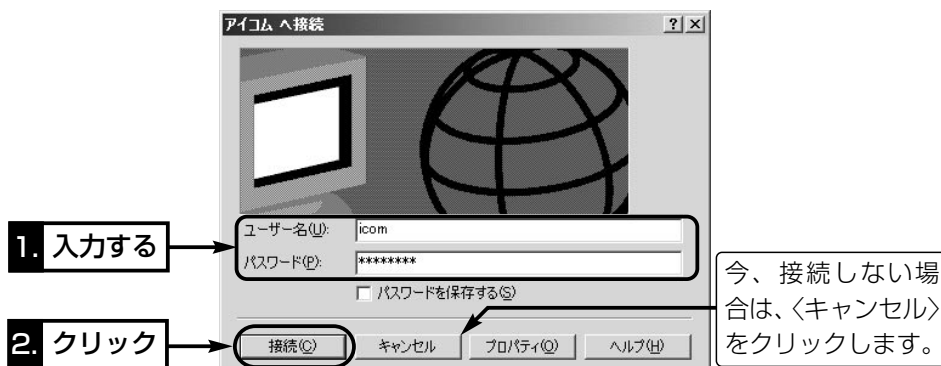 アイコム へ接続
? ×
ユーザー名(U):
icom
パスワード(P):
********
パスワードを保存する(S)
接続(C)
キャンセル
プロパティ(O)
ヘルプ(H)
1. 入力する
2. クリック
今、接続しない場
合は、〈キャンセル〉
をクリックします。